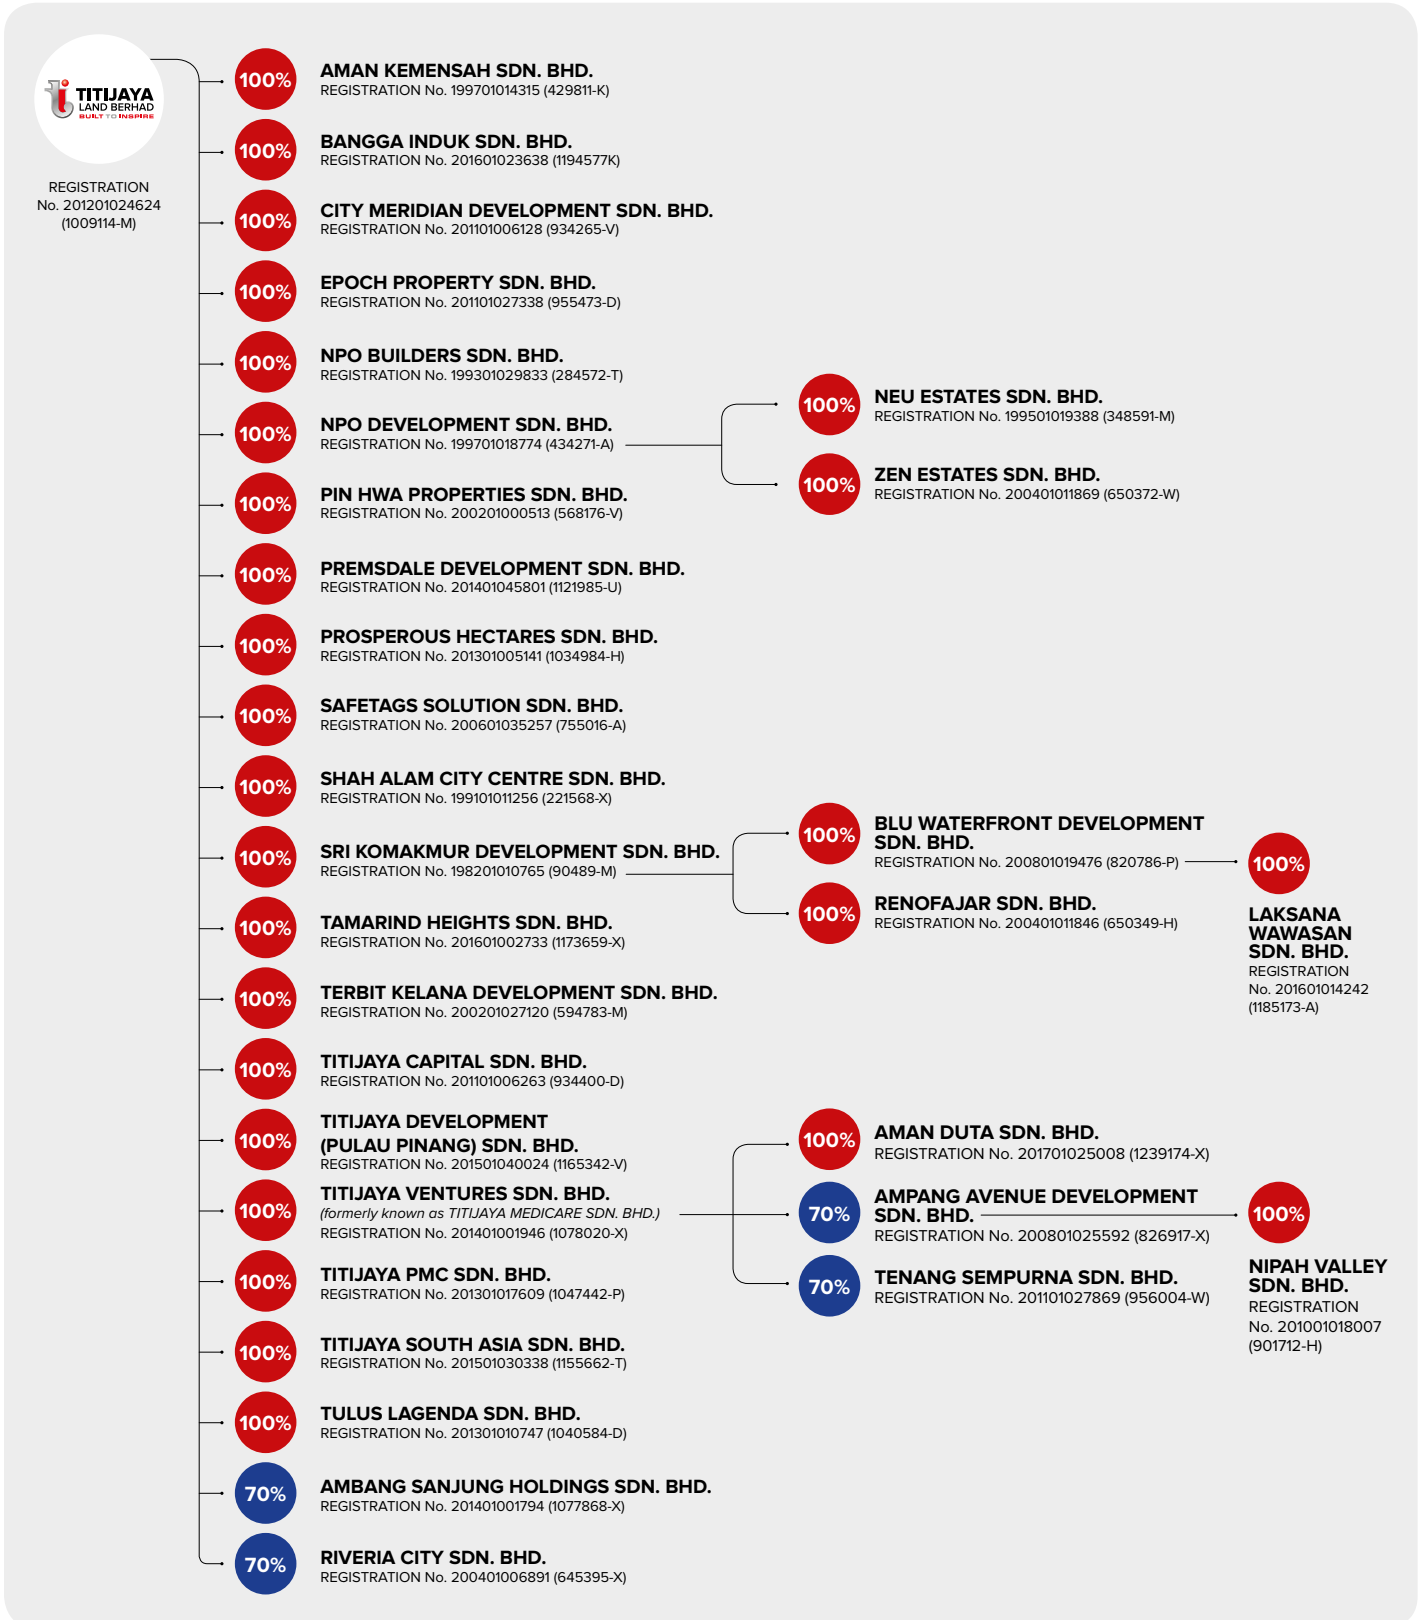 TITIJAYA
LAND BERHAD
BUILT TO INSPIRE
REGISTRATION
No. 201201024624
(1009114-M)
100%
AMAN KEMENSAH SDN. BHD.
REGISTRATION No. 199701014315 (429811-K)
100%
BANGGA INDUK SDN. BHD.
REGISTRATION No. 201601023638 (1194577K)
100%
CITY MERIDIAN DEVELOPMENT SDN. BHD.
REGISTRATION No. 201101006128 (934265-V)
100%
EPOCH PROPERTY SDN. BHD.
REGISTRATION No. 201101027338 (955473-D)
100%
NPO BUILDERS SDN. BHD.
REGISTRATION No. 199301029833 (284572-T)
100%
NPO DEVELOPMENT SDN. BHD.
REGISTRATION No. 199701018774 (434271-A)
100%
NEU ESTATES SDN. BHD.
REGISTRATION No. 199501019388 (348591-M)
100%
ZEN ESTATES SDN. BHD.
REGISTRATION No. 200401011869 (650372-W)
100%
PIN HWA PROPERTIES SDN. BHD.
REGISTRATION No. 200201000513 (568176-V)
100%
PREMSDALE DEVELOPMENT SDN. BHD.
REGISTRATION No. 201401045801 (1121985-U)
100%
PROSPEROUS HECTARES SDN. BHD.
REGISTRATION No. 201301005141 (1034984-H)
100%
SAFETAGS SOLUTION SDN. BHD.
REGISTRATION No. 200601035257 (755016-A)
100%
SHAH ALAM CITY CENTRE SDN. BHD.
REGISTRATION No. 199101011256 (221568-X)
100%
SRI KOMAKMUR DEVELOPMENT SDN. BHD.
REGISTRATION No. 198201010765 (90489-M)
100%
BLU WATERFRONT DEVELOPMENT
SDN. BHD.
REGISTRATION No. 200801019476 (820786-P)
100%
LAKSANA
WAWASAN
SDN. BHD.
REGISTRATION
No. 201601014242
(1185173-A)
100%
RENOFAJAR SDN. BHD.
REGISTRATION No. 200401011846 (650349-H)
100%
TAMARIND HEIGHTS SDN. BHD.
REGISTRATION No. 201601002733 (1173659-X)
100%
TERBIT KELANA DEVELOPMENT SDN. BHD.
REGISTRATION No. 200201027120 (594783-M)
100%
TITIJAYA CAPITAL SDN. BHD.
REGISTRATION No. 201101006263 (934400-D)
100%
TITIJAYA DEVELOPMENT
(PULAU PINANG) SDN. BHD.
REGISTRATION No. 201501040024 (1165342-V)
100%
TITIJAYA VENTURES SDN. BHD.
(formerly known as TITIJAYA MEDICARE SDN. BHD.)
REGISTRATION No. 201401001946 (1078020-X)
100%
AMAN DUTA SDN. BHD.
REGISTRATION No. 201701025008 (1239174-X)
70%
AMPANG AVENUE DEVELOPMENT
SDN. BHD.
REGISTRATION No. 200801025592 (826917-X)
100%
NIPAH VALLEY
SDN. BHD.
REGISTRATION
No. 201001018007
(901712-H)
70%
TENANG SEMPURNA SDN. BHD.
REGISTRATION No. 201101027869 (956004-W)
100%
TITIJAYA PMC SDN. BHD.
REGISTRATION No. 201301017609 (1047442-P)
100%
TITIJAYA SOUTH ASIA SDN. BHD.
REGISTRATION No. 201501030338 (1155662-T)
100%
TULUS LAGENDA SDN. BHD.
REGISTRATION No. 201301010747 (1040584-D)
70%
AMBANG SANJUNG HOLDINGS SDN. BHD.
REGISTRATION No. 201401001794 (1077868-X)
70%
RIVERIA CITY SDN. BHD.
REGISTRATION No. 200401006891 (645395-X)